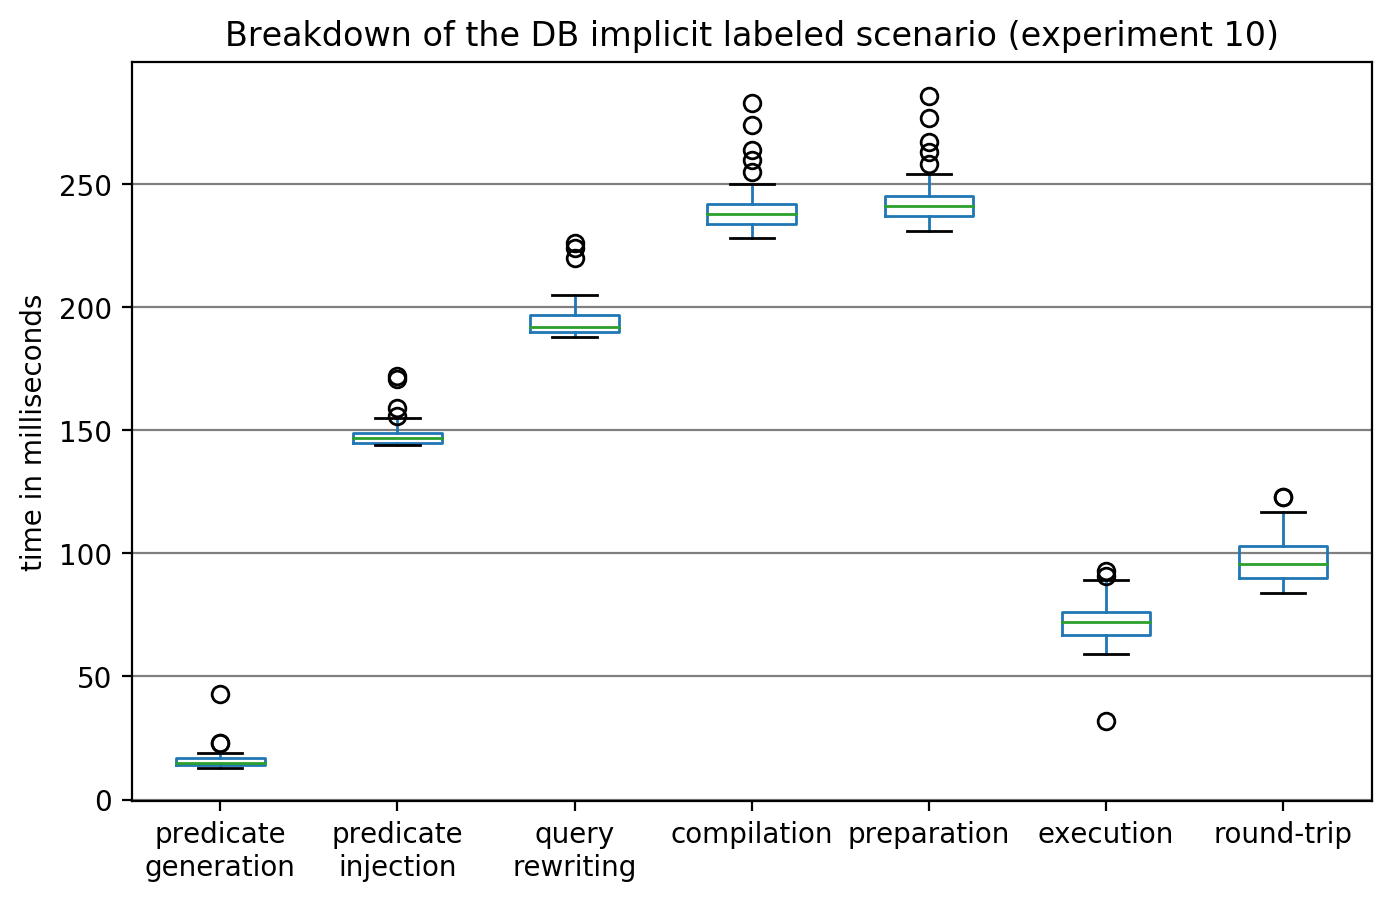 Breakdown of the DB implicit labeled scenario (experiment 10)
time in milliseconds
250
200
150
100
50
0
predicate generation
predicate injection
query rewriting
compilation
preparation
execution
round-trip